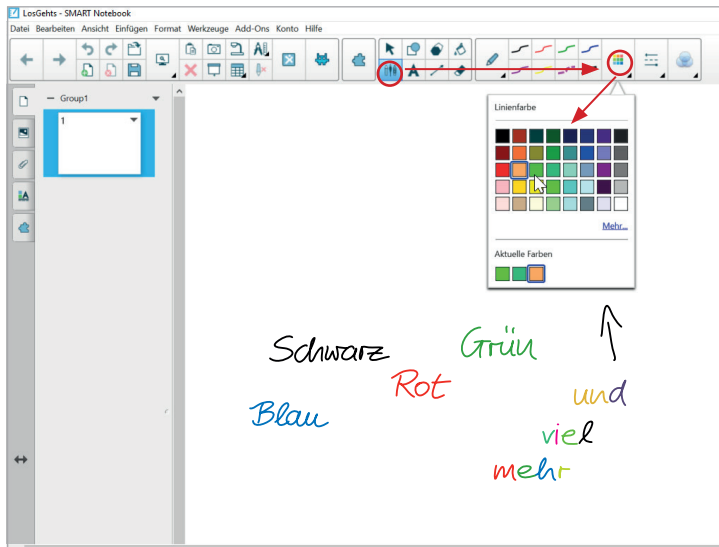 LosGehts - SMART Notebook
Datei Bearbeiten Ansicht Einfügen Format Werkzeuge Add-Ons Konto Hilfe
Group1
1
Linienfarbe
Mehr...
Aktuelle Farben
Schwarz Grün
Rot
Blau
und
viel
mehr